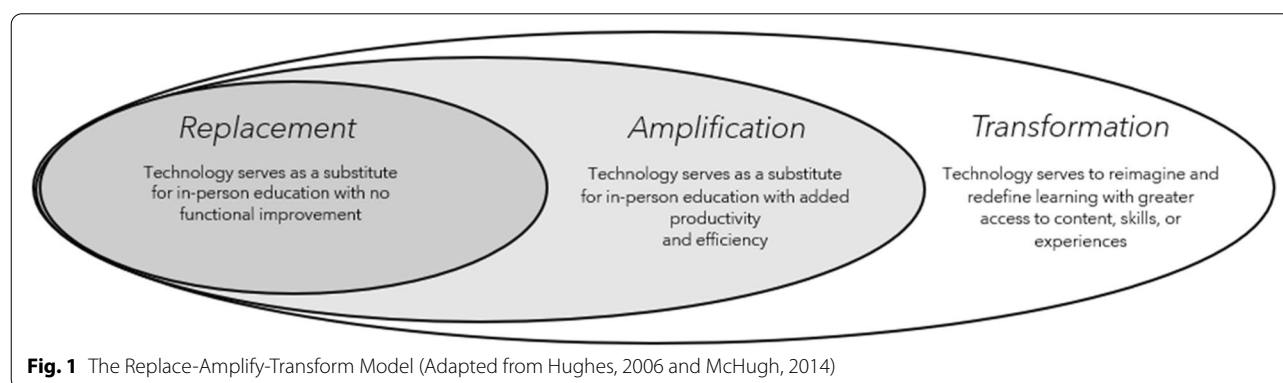 Replacement
Technology serves as a substitute
for in-person education with no
functional improvement
Amplification
Technology serves as a substitute
for in-person education with added
productivity
and efficiency
Transformation
Technology serves to reimagine and
redefine learning with greater
access to content, skills, or
experiences
Fig. 1 The Replace-Amplify-Transform Model (Adapted from Hughes, 2006 and McHugh, 2014)